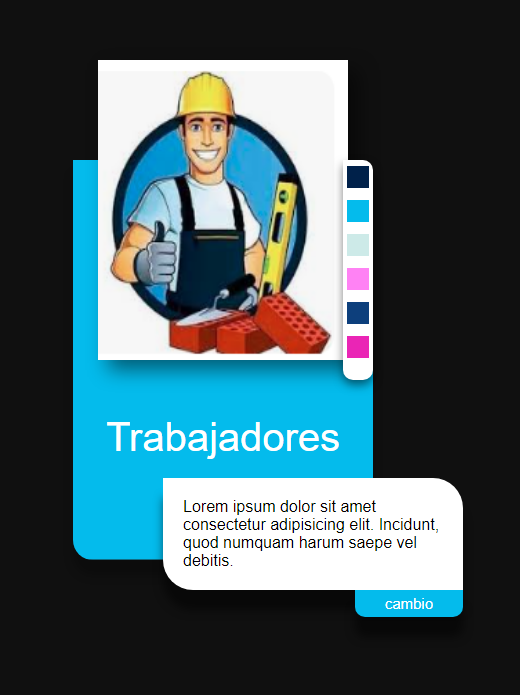 Trabajadores
Lorem ipsum dolor sit amet
consectetur adipisicing elit. Incidunt,
quod numquam harum saepe vel
debitis.
cambio